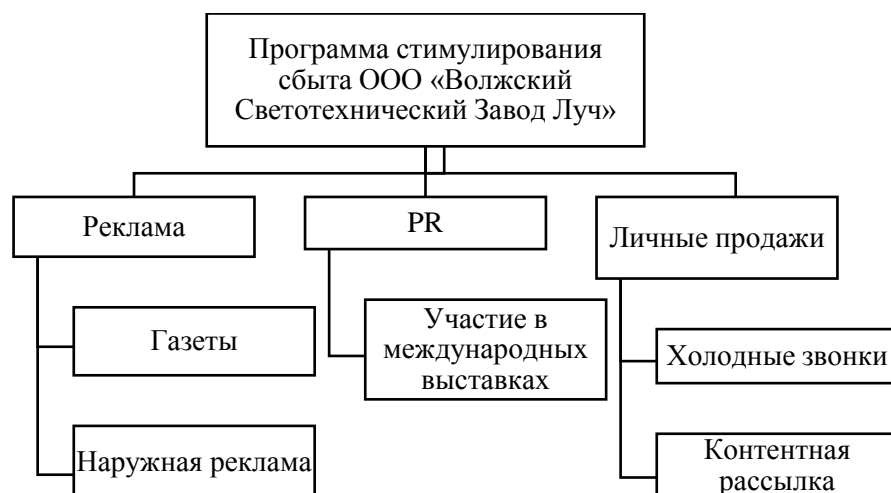 Программа стимулирования
сбыта ООО «Волжский
Светотехнический Завод Луч»
Реклама
PR
Личные продажи
Газеты
Участие в
международных
выставках
Холодные звонки
Наружная реклама
Контентная
рассылка